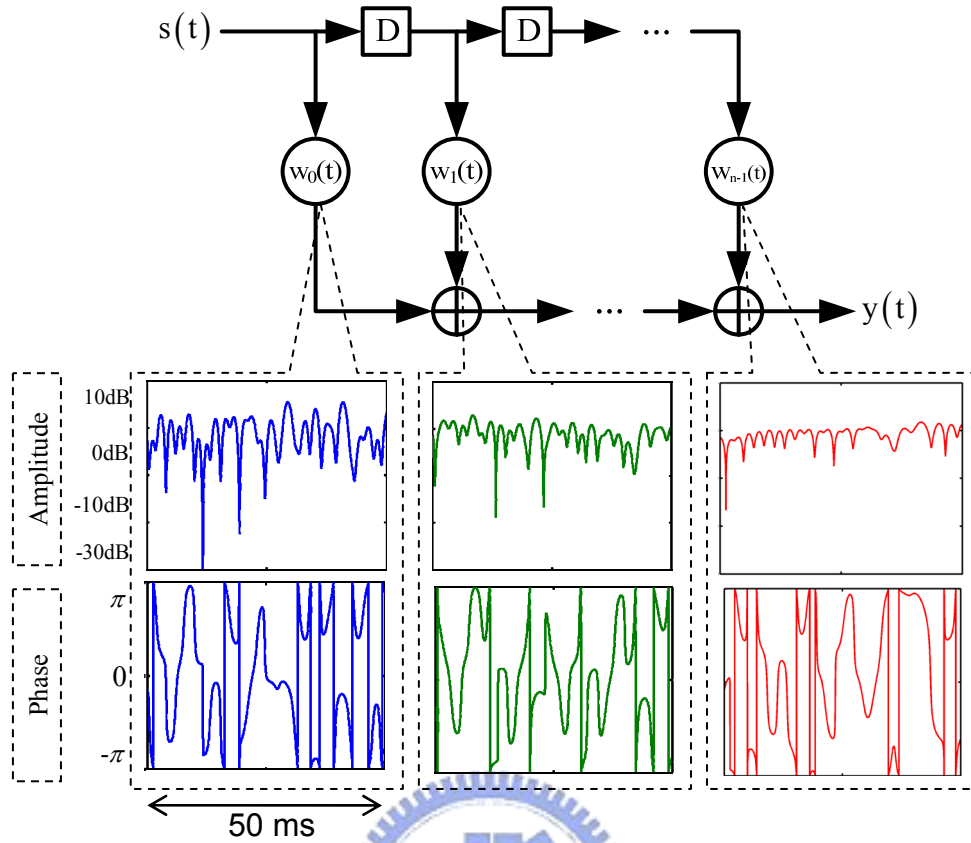 s(t) D D ...
w₀(t) w₁(t) wₙ₋₁(t)
... y(t)
Amplitude
10dB
0dB
-10dB
-30dB
Phase
π
0
-π
50 ms